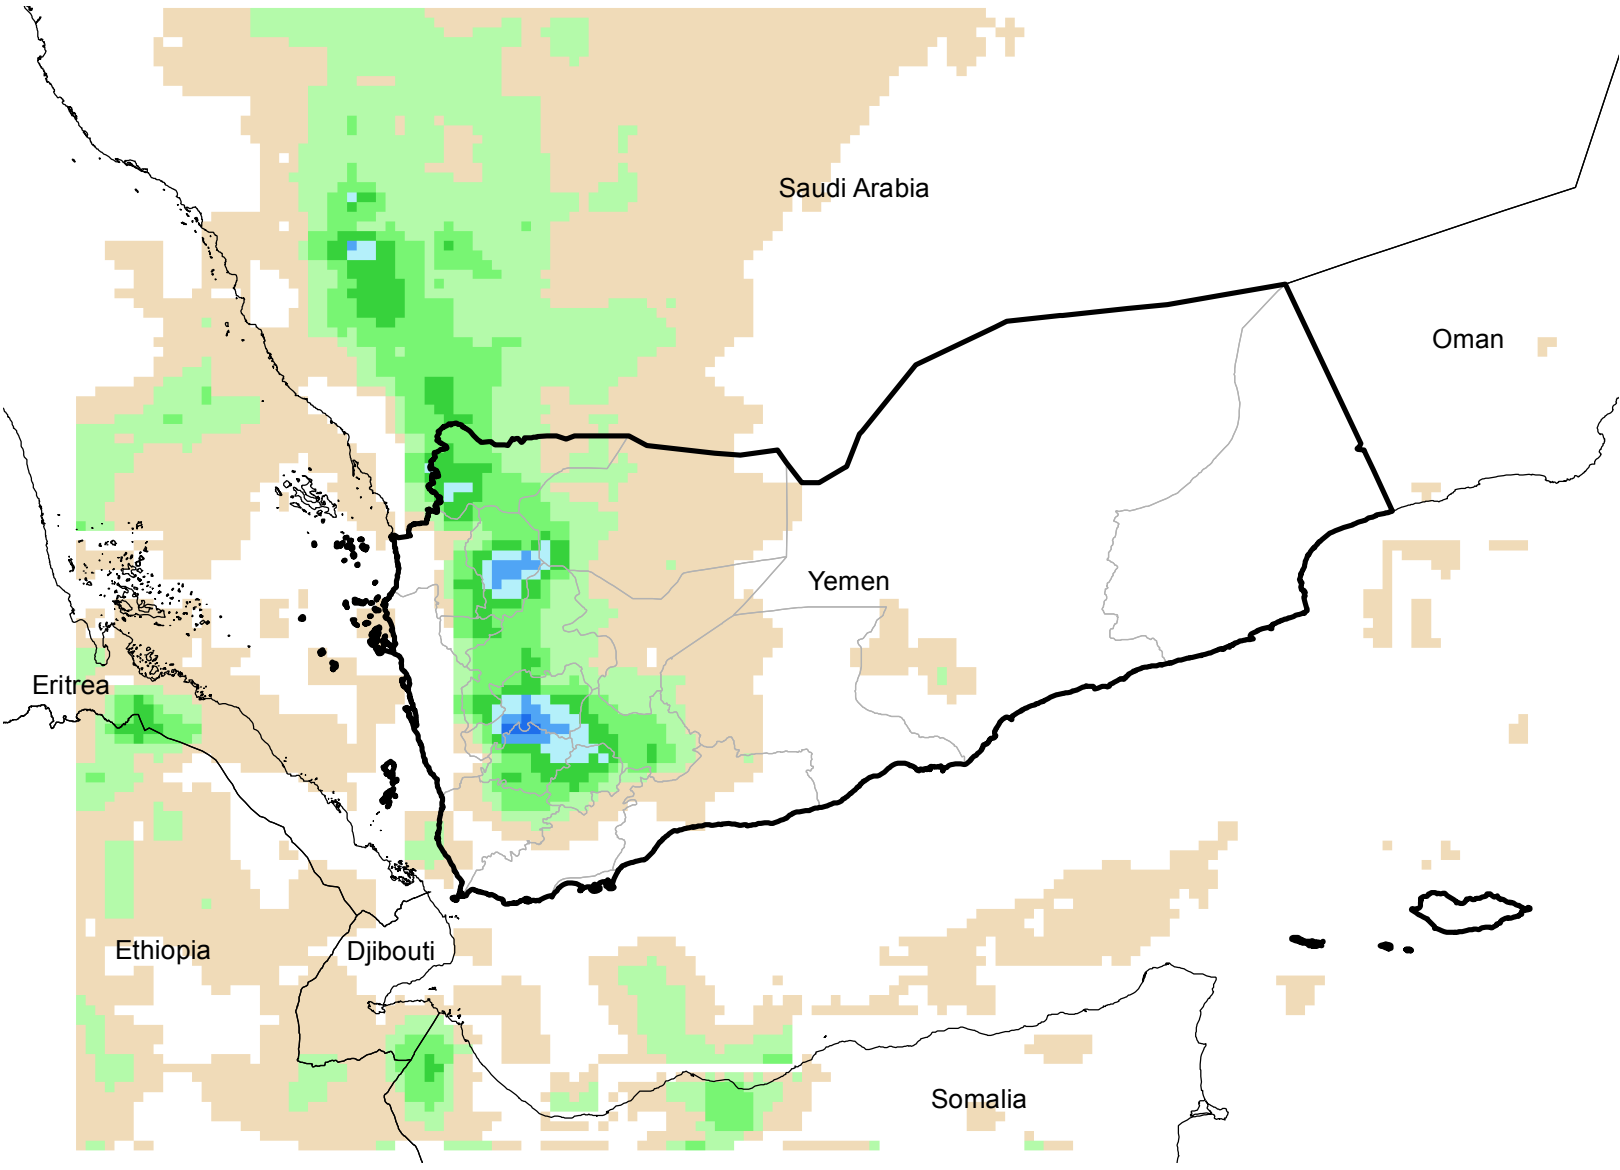 Saudi Arabia
Oman
Yemen
Eritrea
Ethiopia
Djibouti
Somalia